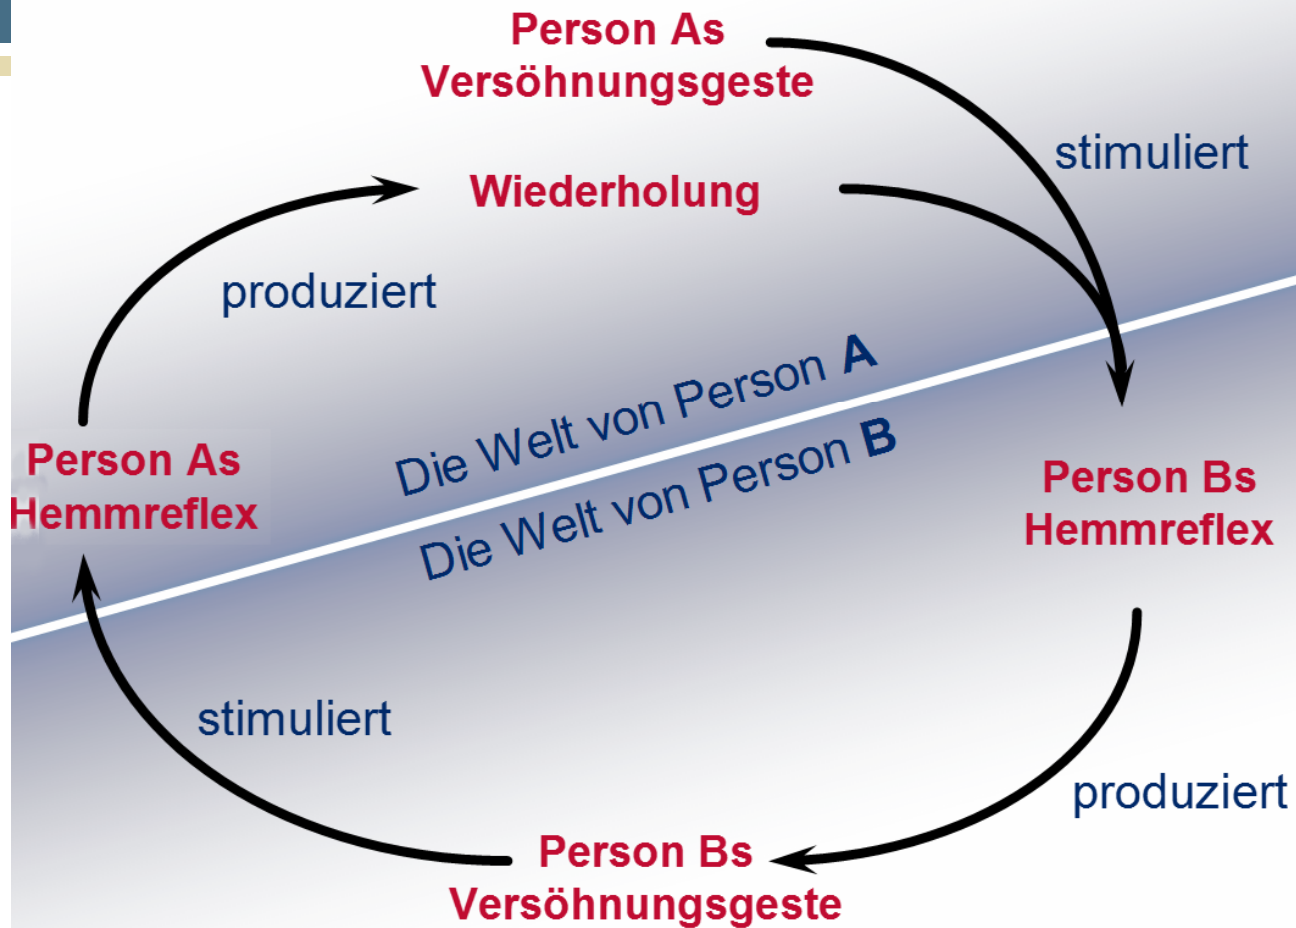 Person As
Versöhnungsgeste
stimuliert
Wiederholung
produziert
Die Welt von Person A
Die Welt von Person B
Person As
Hemmreflex
Person Bs
Hemmreflex
stimuliert
produziert
Person Bs
Versöhnungsgeste